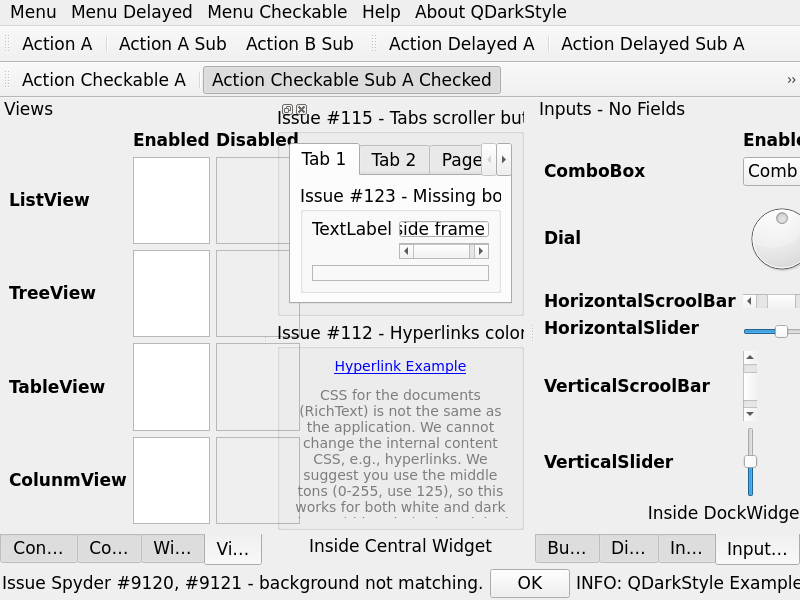 Menu Menu Delayed Menu Checkable Help About QDarkStyle
Action A Action A Sub Action B Sub Action Delayed A Action Delayed Sub A
Action Checkable A Action Checkable Sub A Checked
Views
Enabled Disabled
ListView
TreeView
TableView
ColunmView
Con... Co... Wi... Vi...
Issue #115 - Tabs scroller but
Tab 1 Tab 2 Page
Issue #123 - Missing bo
TextLabel side frame
Issue #112 - Hyperlinks color
Hyperlink Example
CSS for the documents
(RichText) is not the same as
the application. We cannot
change the internal content
CSS, e.g., hyperlinks. We
suggest you use the middle
tons (0-255, use 125), so this
works for both white and dark
Inside Central Widget
Inputs - No Fields
Enable
ComboBox Comb
Dial
HorizontalScroolBar
HorizontalSlider
VerticalScroolBar
VerticalSlider
Inside DockWidge
Bu... Di... In... Input...
Issue Spyder #9120, #9121 - background not matching. OK INFO: QDarkStyle Example